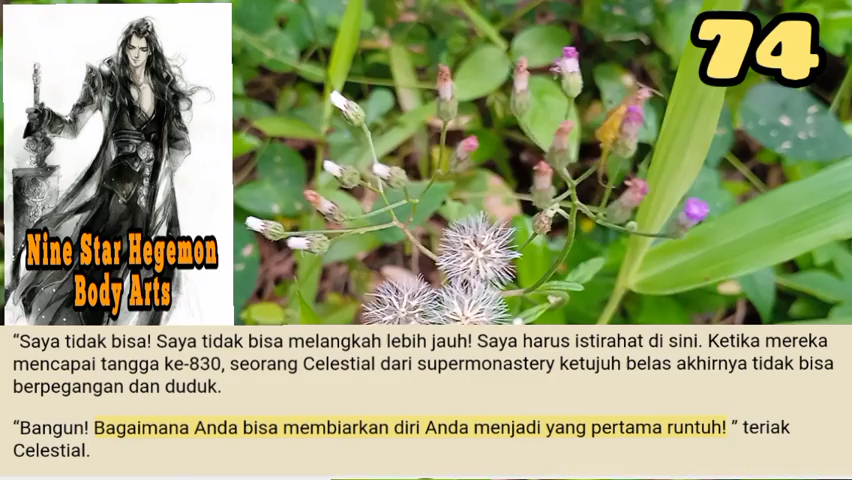 74
Nine Star Hegemon
Body Arts
“Saya tidak bisa! Saya tidak bisa melangkah lebih jauh! Saya harus istirahat di sini. Ketika mereka
mencapai tangga ke-830, seorang Celestial dari supermonastery ketujuh belas akhirnya tidak bisa
berpegangan dan duduk.
“Bangun! Bagaimana Anda bisa membiarkan diri Anda menjadi yang pertama runtuh! ” teriak
Celestial.